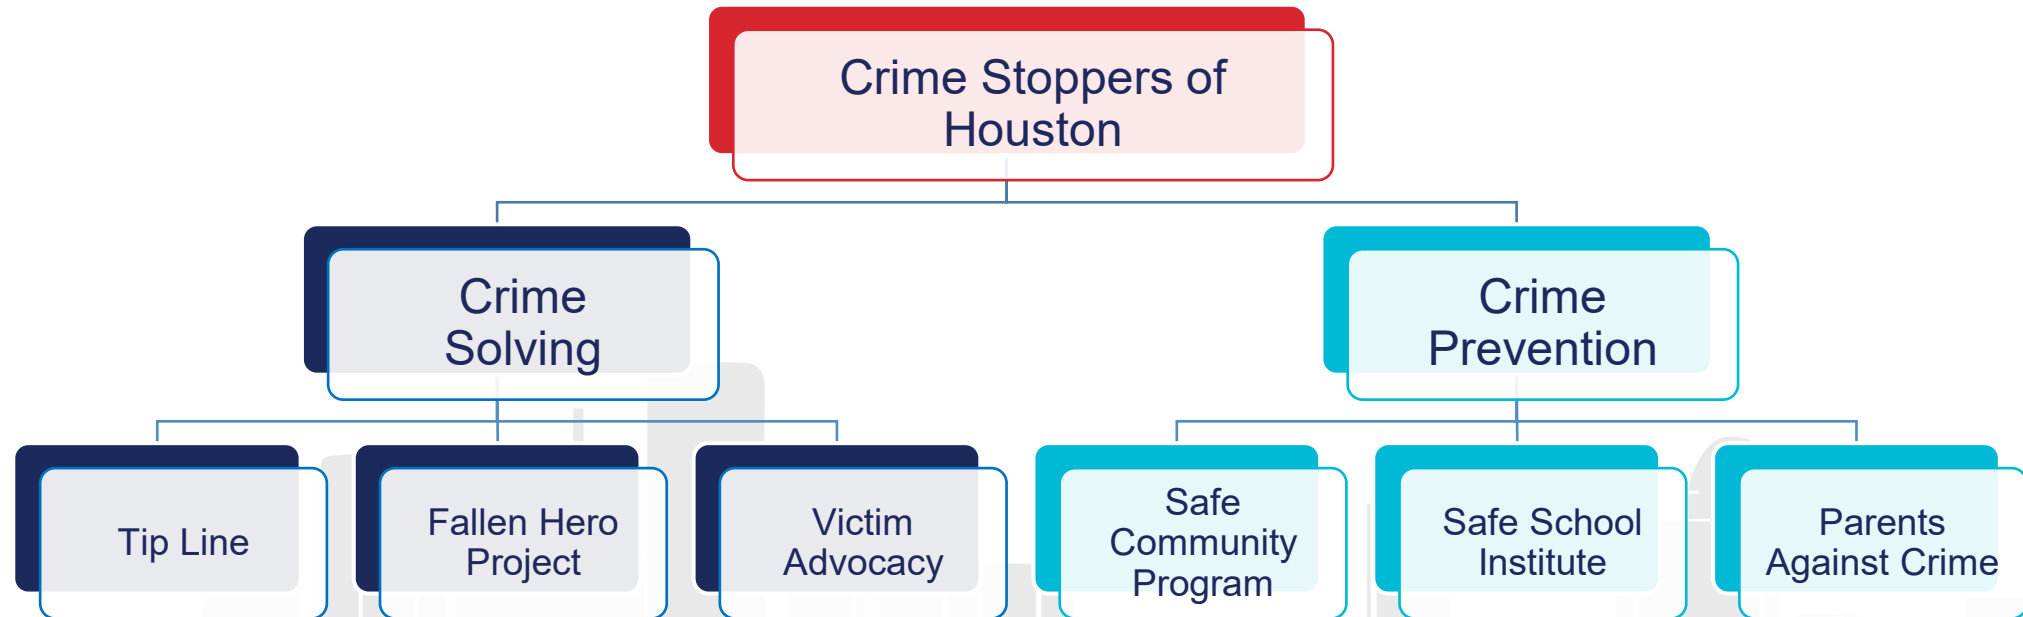 Crime Stoppers of
Houston
Crime
Solving
Crime
Prevention
Tip Line
Fallen Hero
Project
Victim
Advocacy
Safe
Community
Program
Safe School
Institute
Parents
Against Crime